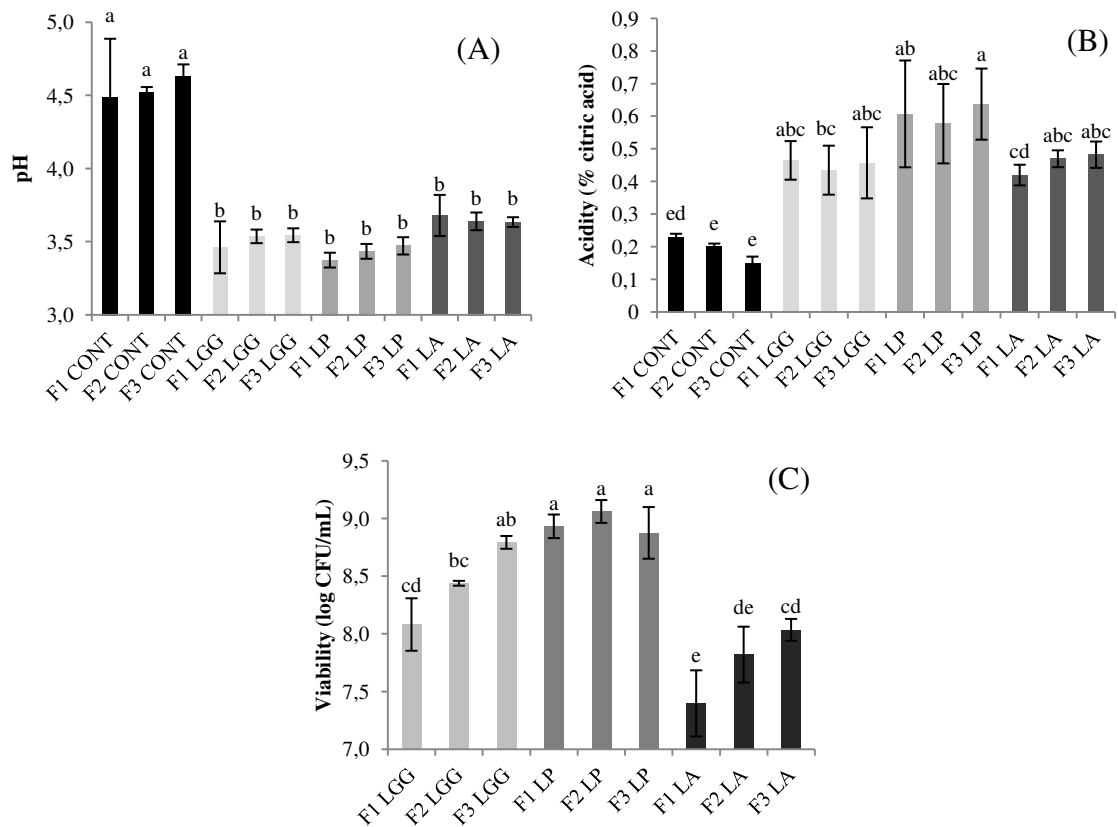 (A)
pH
5,0
4,5
4,0
3,5
3,0
a
a
a
b
b
b
b
b
b
b
b
b
F1 CONT
F2 CONT
F3 CONT
F1 LGG
F2 LGG
F3 LGG
F1 LP
F2 LP
F3 LP
F1 LA
F2 LA
F3 LA
(B)
Acidity (% citric acid)
0,9
0,8
0,7
0,6
0,5
0,4
0,3
0,2
0,1
0
ed
e
e
abc
bc
abc
ab
abc
a
cd
abc
abc
F1 CONT
F2 CONT
F3 CONT
F1 LGG
F2 LGG
F3 LGG
F1 LP
F2 LP
F3 LP
F1 LA
F2 LA
F3 LA
(C)
Viability (log CFU/mL)
9,5
9,0
8,5
8,0
7,5
7,0
cd
bc
ab
a
a
a
e
de
cd
F1 LGG
F2 LGG
F3 LGG
F1 LP
F2 LP
F3 LP
F1 LA
F2 LA
F3 LA